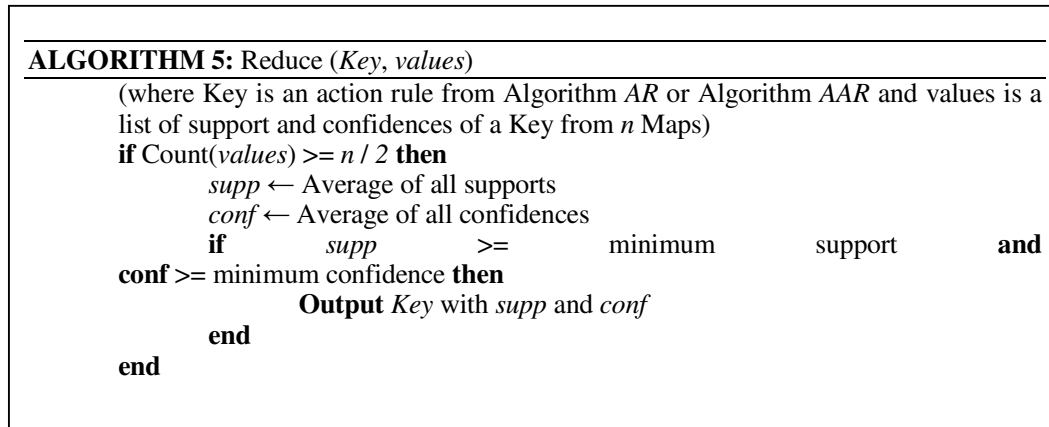 ALGORITHM 5: Reduce (Key, values)
(where Key is an action rule from Algorithm AR or Algorithm AAR and values is a
list of support and confidences of a Key from n Maps)
if Count(values) >= n / 2 then
supp ← Average of all supports
conf ← Average of all confidences
if supp >= minimum support and
conf >= minimum confidence then
Output Key with supp and conf
end
end